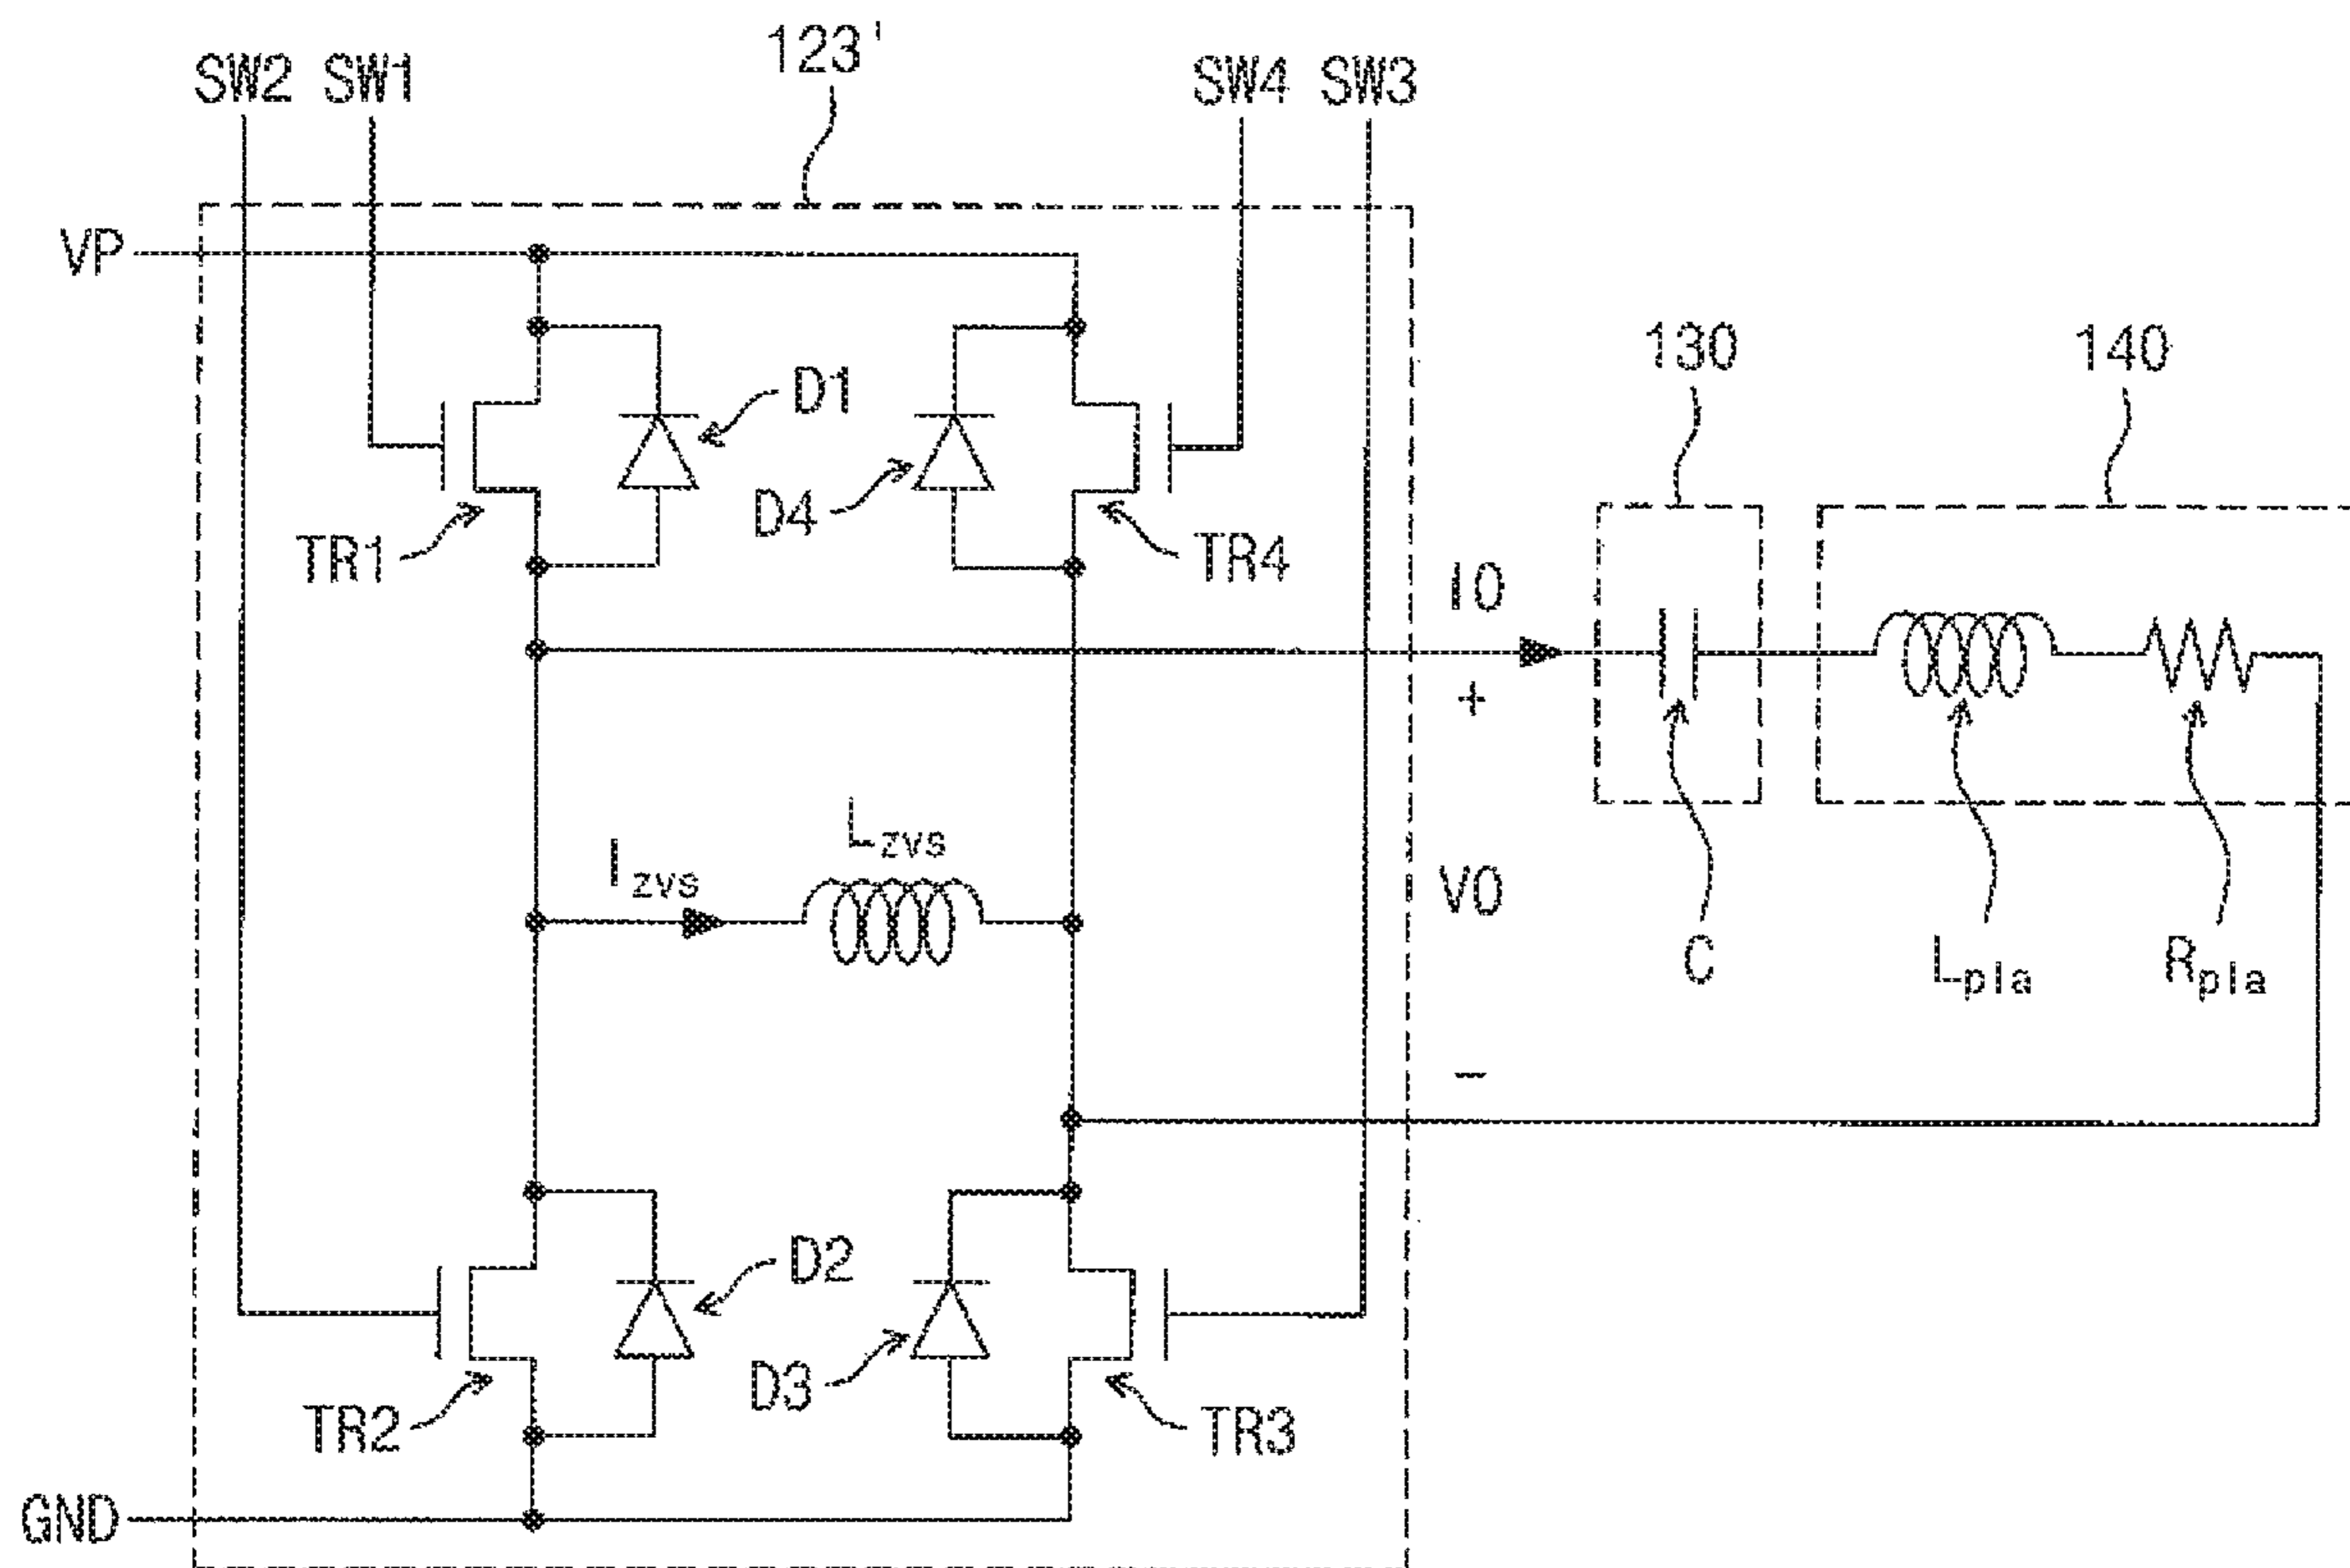 123'
SW2 SW1
SW4 SW3
VP
D1
D4
TR1
TR4
130
140
IO
+
Izvs
Lzvs
VO
C
Lpla
Rpla
-
D2
D3
TR2
TR3
GND